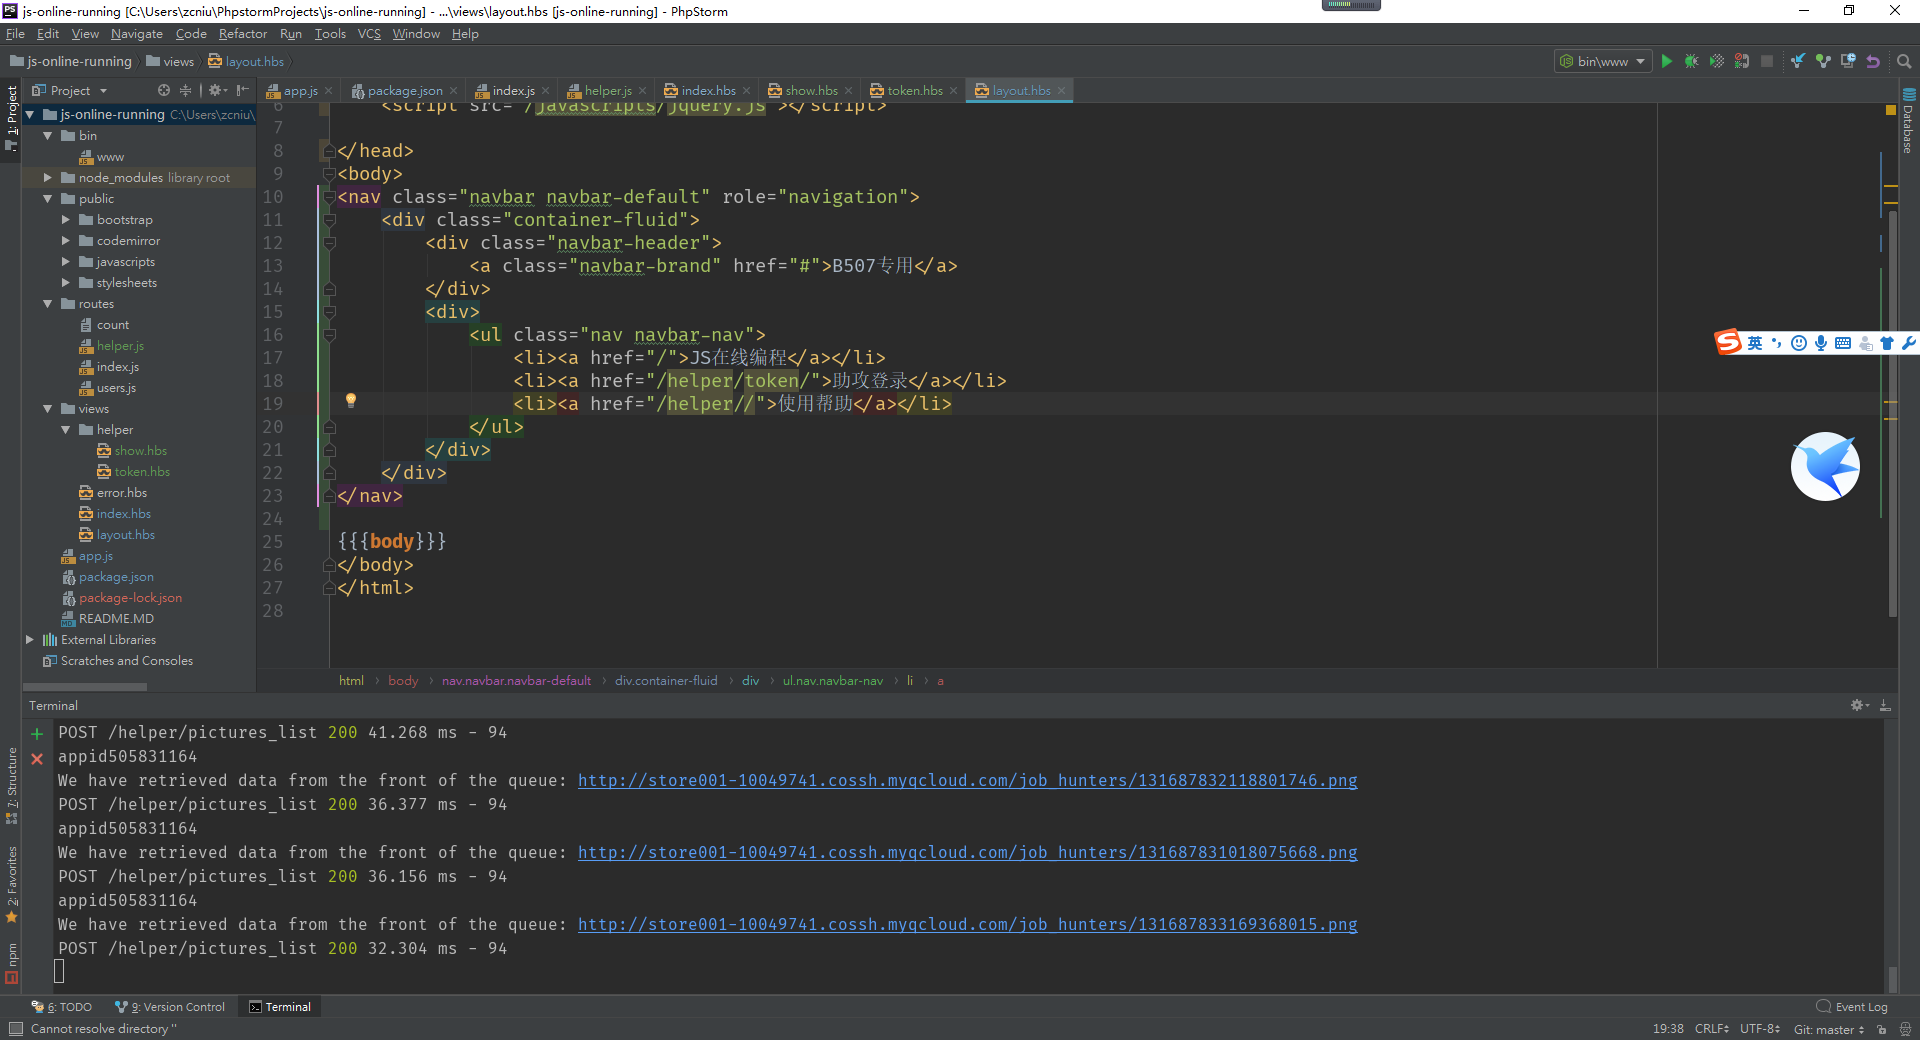 js-online-running [C:\Users\zcniu\PhpstormProjects\js-online-running] - ...\views\layout.hbs [js-online-running] - PhpStorm
File Edit View Navigate Code Refactor Run Tools VCS Window Help
js-online-running views layout.hbs bin\www
1: Project
Project
app.js package.json index.js helper.js index.hbs show.hbs token.hbs layout.hbs
Database
js-online-running C:\Users\zcniu\
bin
www
node_modules library root
public
bootstrap
codemirror
javascripts
stylesheets
routes
count
helper.js
index.js
users.js
views
helper
show.hbs
token.hbs
error.hbs
index.hbs
layout.hbs
app.js
package.json
package-lock.json
README.MD
External Libraries
Scratches and Consoles
6 <script src="/javascripts/jquery.js"></script>
7
8 </head>
9 <body>
10 <nav class="navbar navbar-default" role="navigation">
11 <div class="container-fluid">
12 <div class="navbar-header">
13 <a class="navbar-brand" href="#">B507专用</a>
14 </div>
15 <div>
16 <ul class="nav navbar-nav">
17 <li><a href="/">JS在线编程</a></li>
18 <li><a href="/helper/token/">助攻登录</a></li>
19 <li><a href="/helper//">使用帮助</a></li>
20 </ul>
21 </div>
22 </div>
23 </nav>
24
25 {{{body}}}
26 </body>
27 </html>
28
英
html body nav.navbar.navbar-default div.container-fluid div ul.nav.navbar-nav li a
Terminal
POST /helper/pictures_list 200 41.268 ms - 94
appid505831164
We have retrieved data from the front of the queue: http://store001-10049741.cossh.myqcloud.com/job_hunters/131687832118801746.png
POST /helper/pictures_list 200 36.377 ms - 94
appid505831164
We have retrieved data from the front of the queue: http://store001-10049741.cossh.myqcloud.com/job_hunters/131687831018075668.png
POST /helper/pictures_list 200 36.156 ms - 94
appid505831164
We have retrieved data from the front of the queue: http://store001-10049741.cossh.myqcloud.com/job_hunters/131687833169368015.png
POST /helper/pictures_list 200 32.304 ms - 94
7: Structure
2: Favorites
npm
6: TODO 9: Version Control Terminal Event Log
Cannot resolve directory '' 19:38 CRLF UTF-8 Git: master